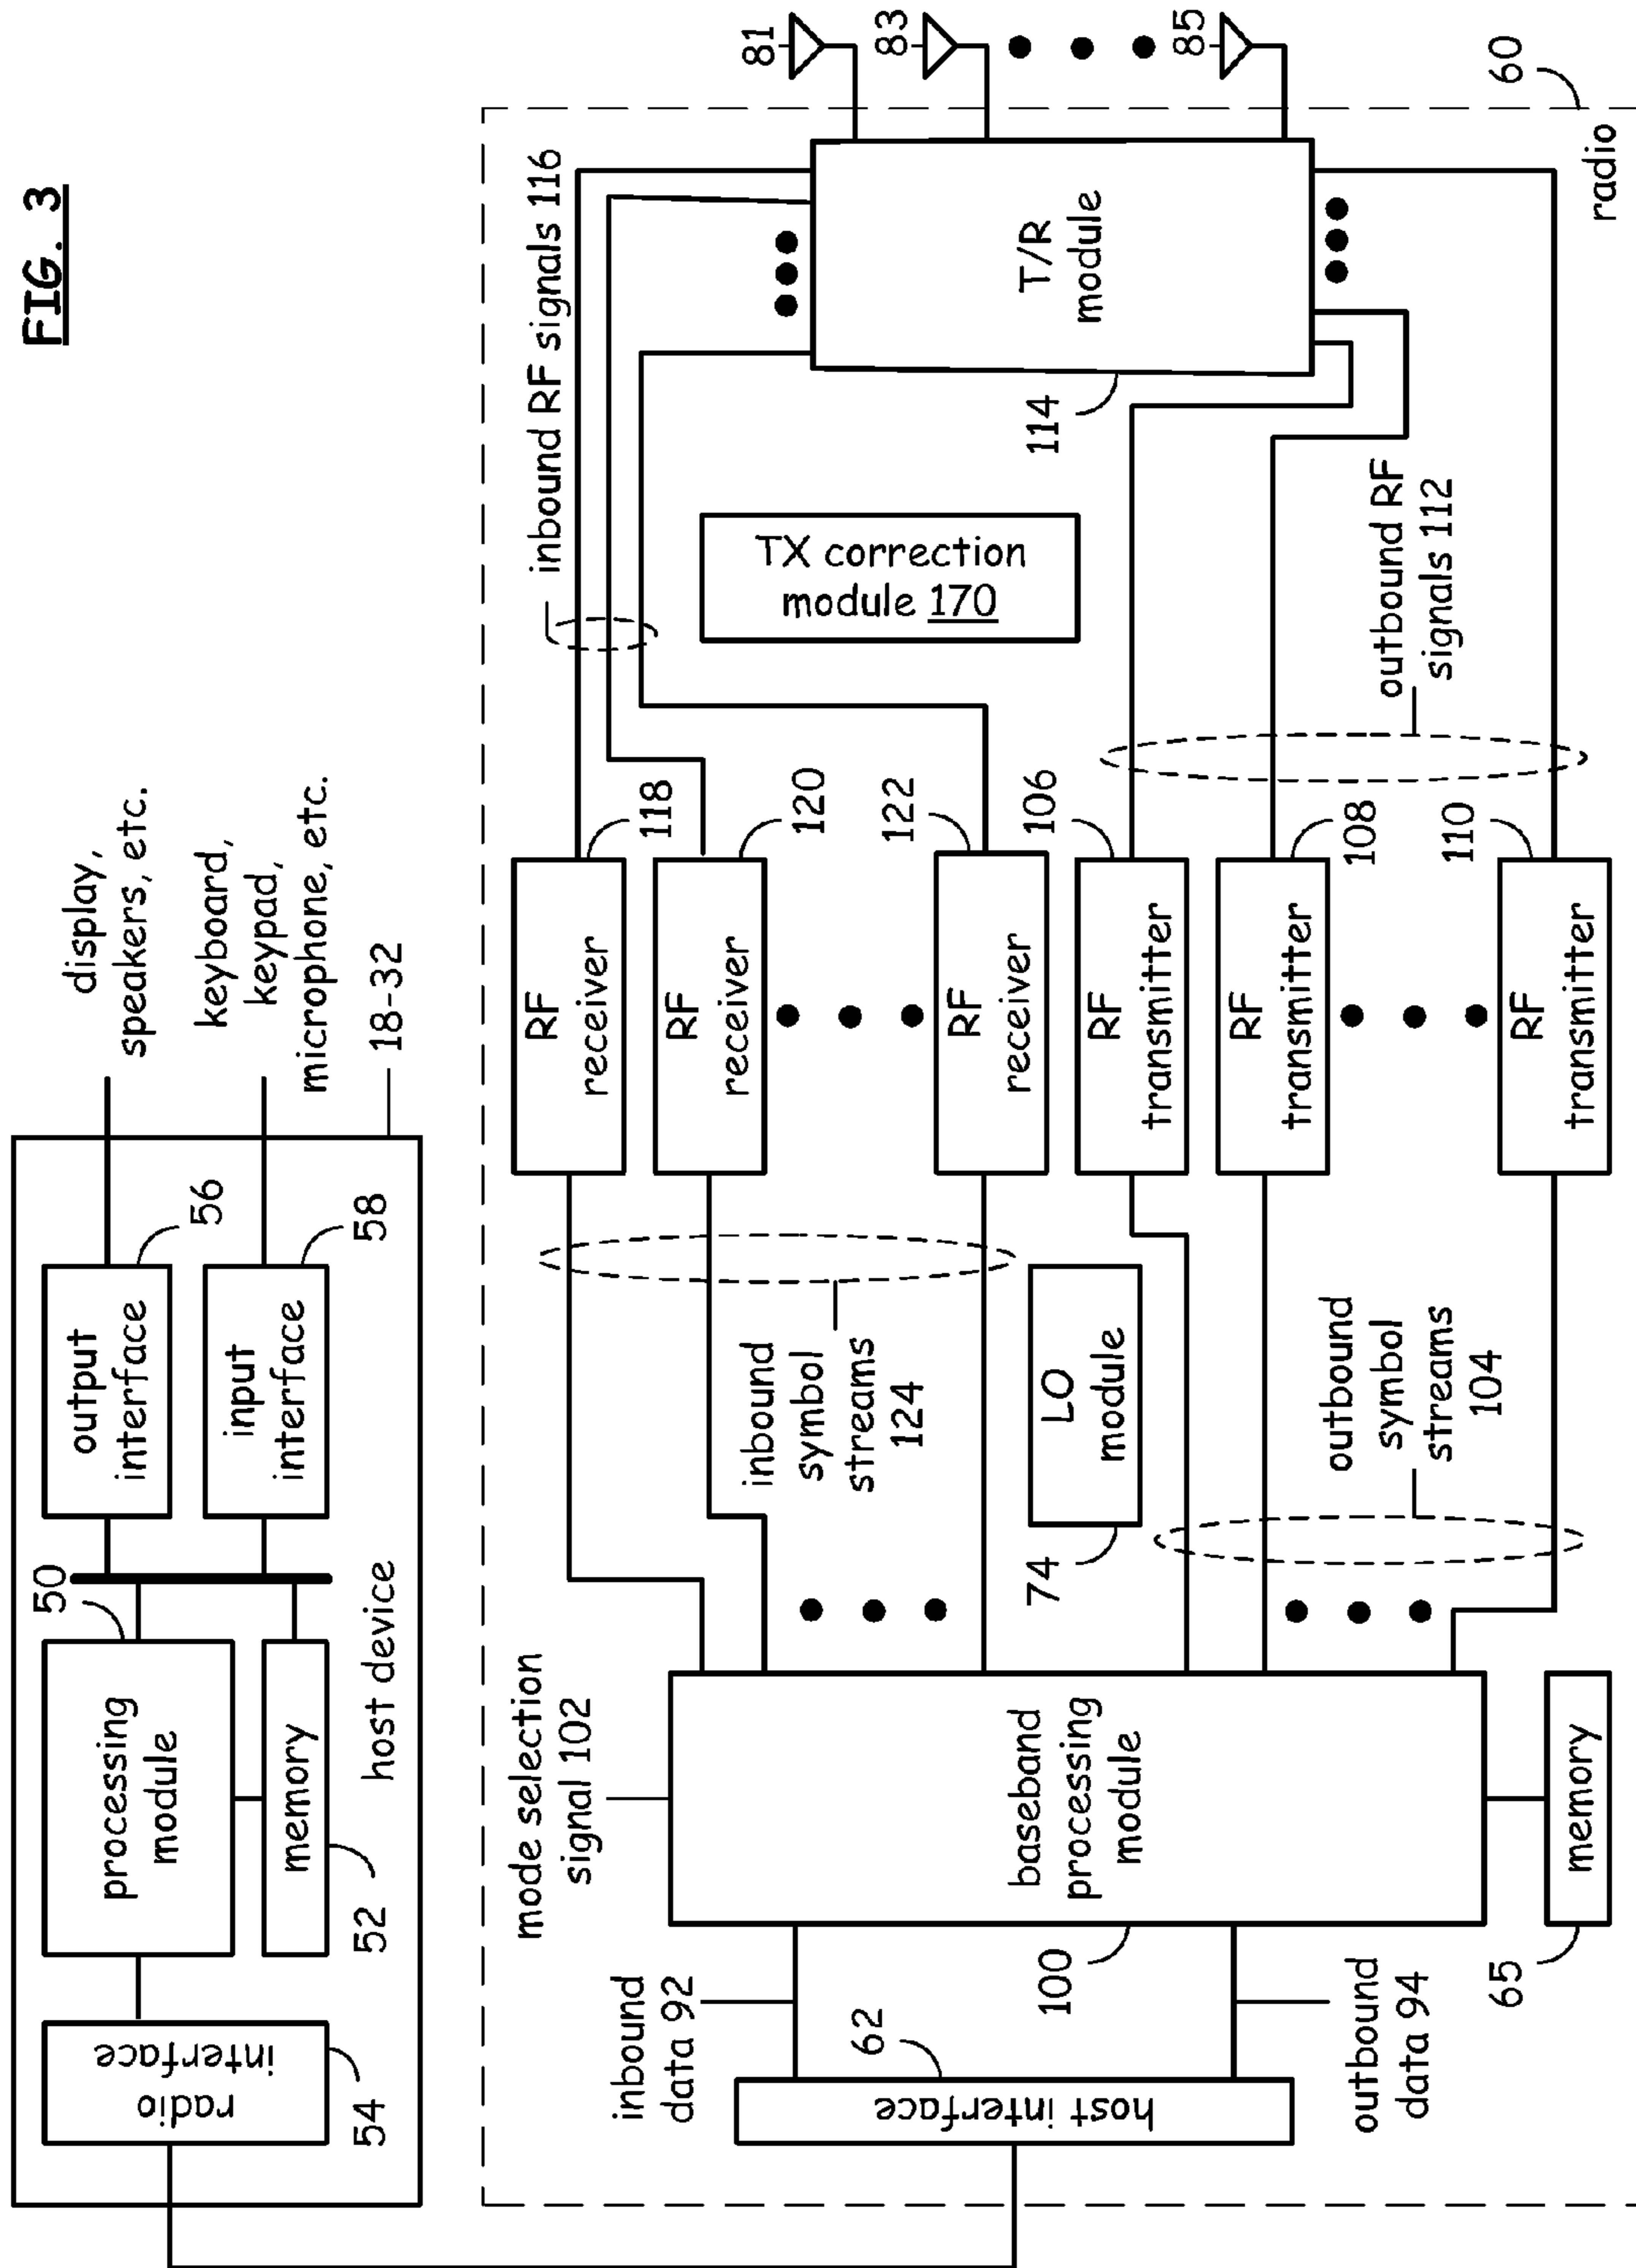 FIG. 3
display,
speakers, etc.
keyboard,
keypad,
microphone, etc.
18-32
50
output
interface
56
input
interface
58
processing
module
memory
52
host device
radio
interface
54
mode selection
signal 102
inbound
data 92
62
host interface
100
outbound
data 94
baseband
processing
module
memory
65
inbound
symbol
streams
124
LO
module
74
outbound
symbol
streams
104
RF
receiver
118
RF
receiver
120
RF
receiver
122
RF
transmitter
106
RF
transmitter
108
RF
transmitter
110
inbound RF signals 116
TX correction
module 170
outbound RF
signals 112
T/R
module
114
81
83
85
60
radio